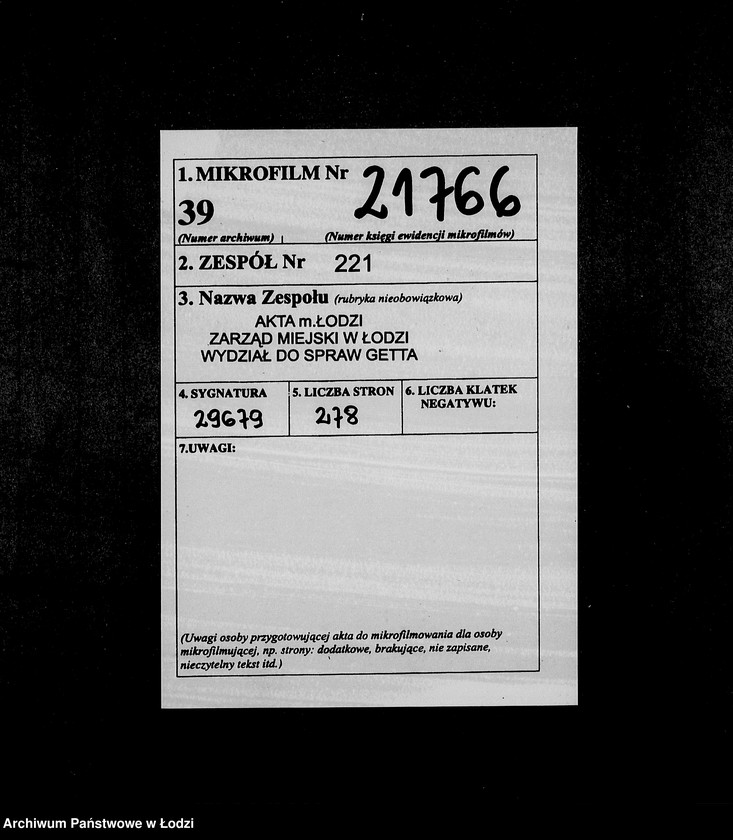 1. MIKROFILM Nr 21766
39
(Numer archiwum) (Numer księgi ewidencji mikrofilmów)
2. ZESPÓŁ Nr 221
3. Nazwa Zespołu (rubryka nieobowiązkowa)
AKTA m.ŁODZI
ZARZĄD MIEJSKI W ŁODZI
WYDZIAŁ DO SPRAW GETTA
4. SYGNATURA 5. LICZBA STRON 6. LICZBA KLATEK
NEGATYWU:
29679 278
7.UWAGI:
(Uwagi osoby przygotowującej akta do mikrofilmowania dla osoby
mikrofilmującej, np. strony: dodatkowe, brakujące, nie zapisane,
nieczytelny tekst itd.)
Archiwum Państwowe w Łodzi